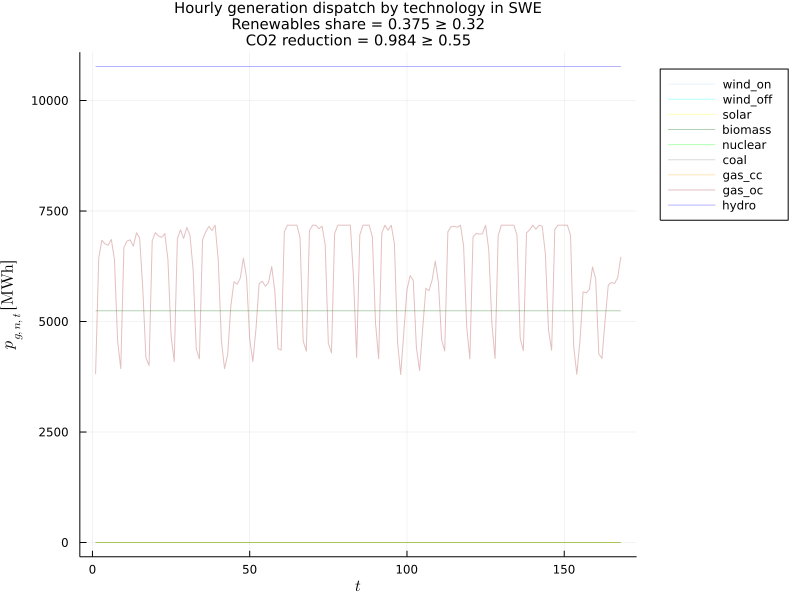 Hourly generation dispatch by technology in SWE
Renewables share = 0.375 ≥ 0.32
CO2 reduction = 0.984 ≥ 0.55
10000
7500
5000
2500
0
p_{g,n,t} [MWh]
0
50
100
150
t
wind_on
wind_off
solar
biomass
nuclear
coal
gas_cc
gas_oc
hydro